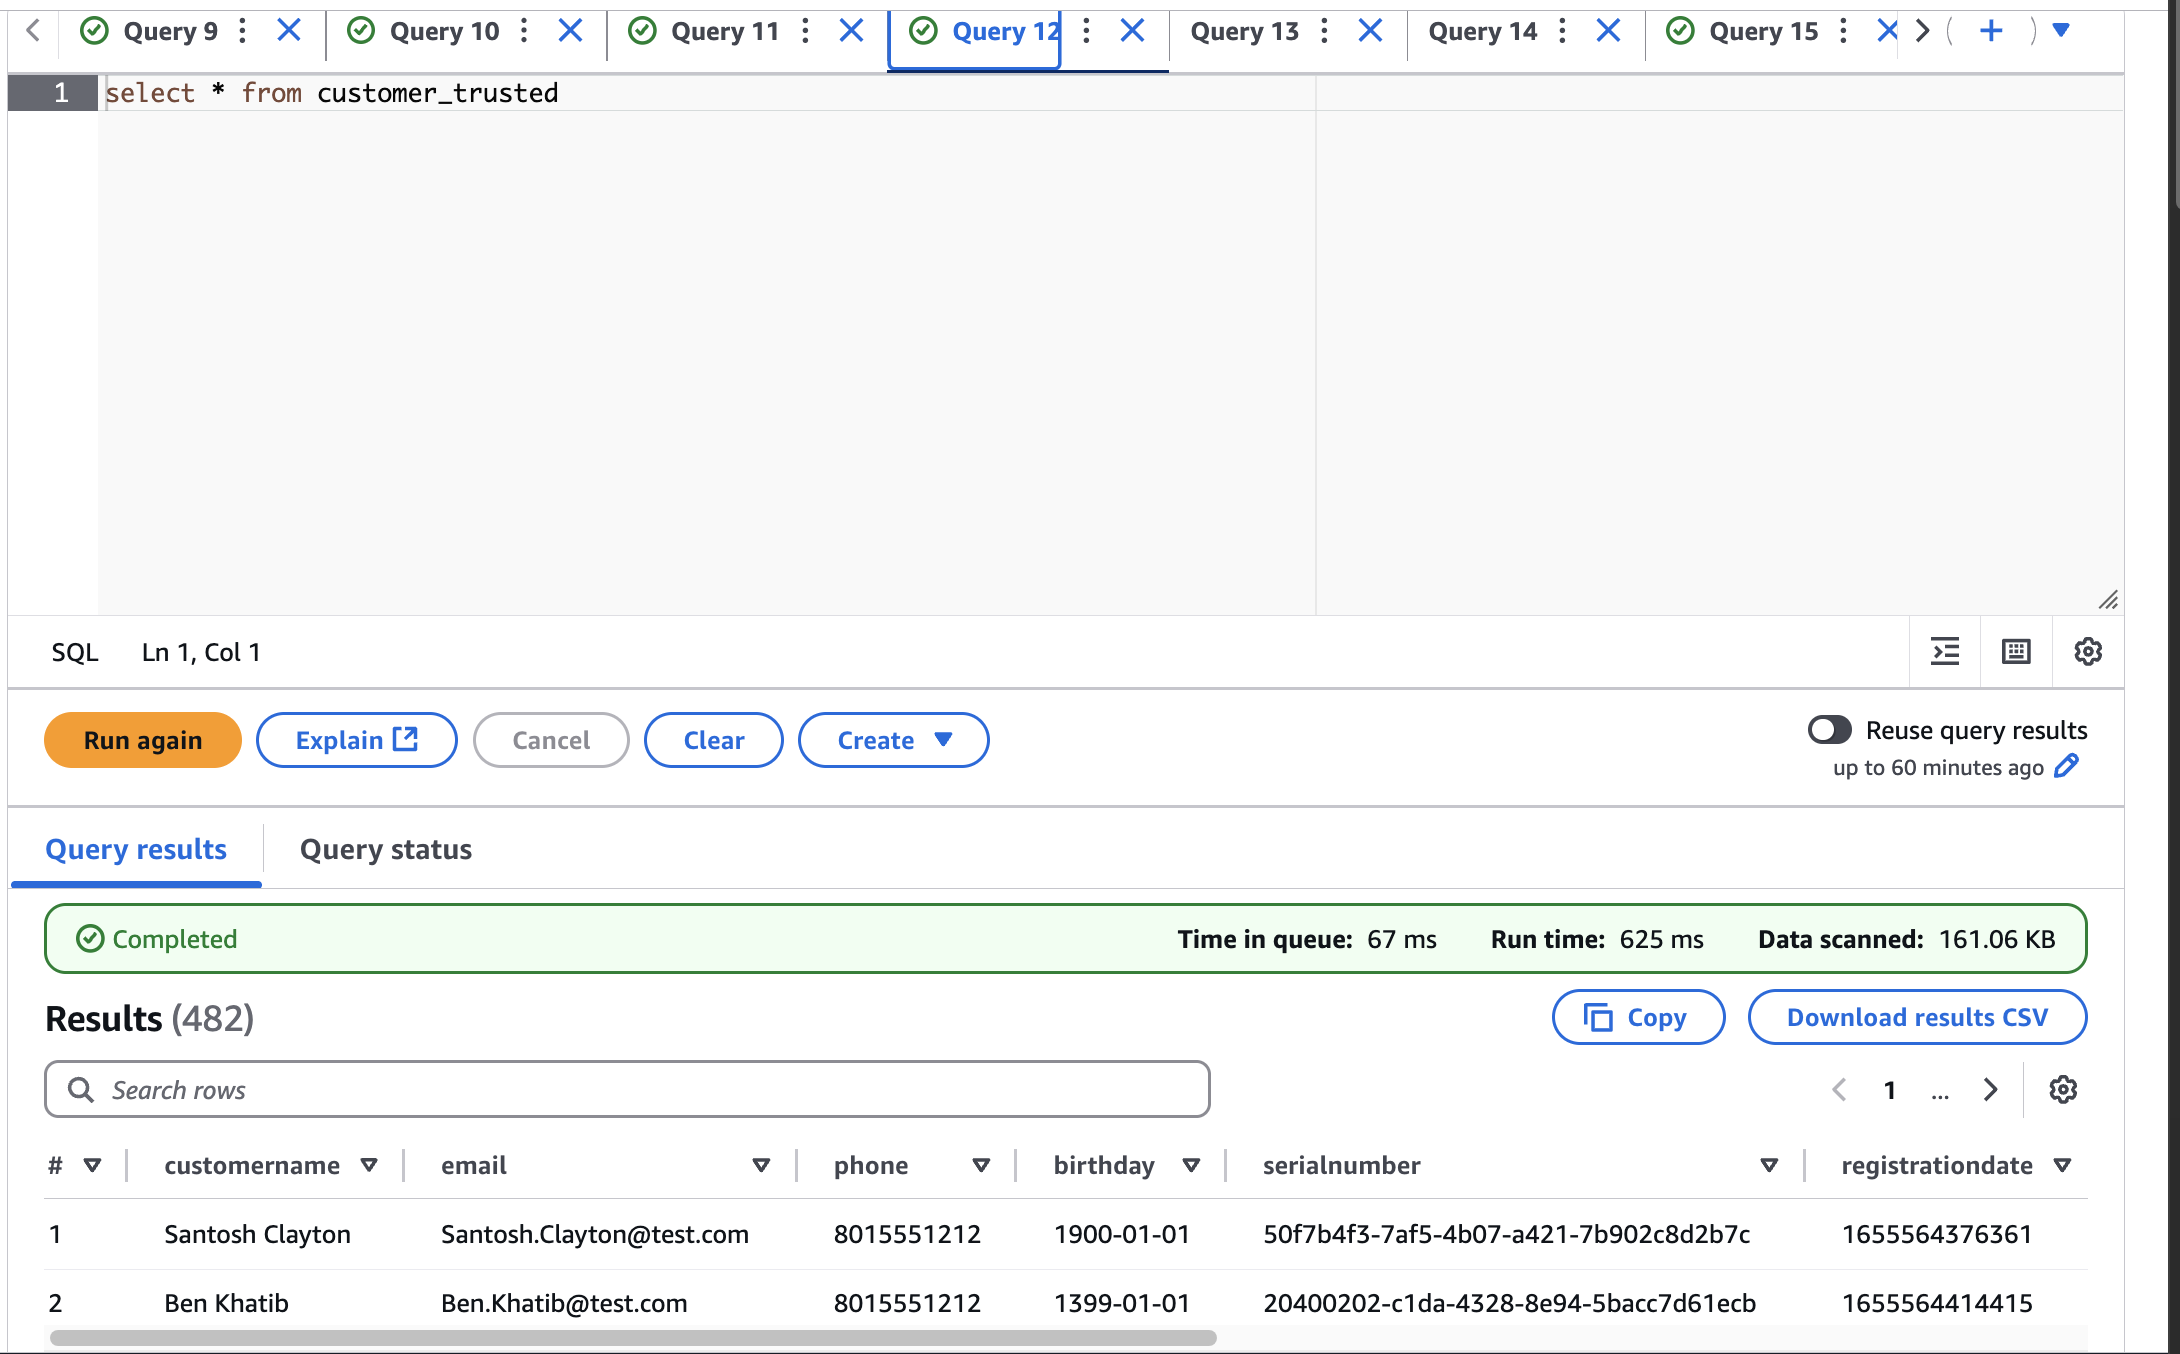 Query 9 Query 10 Query 11 Query 12 Query 13 Query 14 Query 15
1 select * from customer_trusted
SQL Ln 1, Col 1
Run again Explain Cancel Clear Create
Reuse query results
up to 60 minutes ago
Query results Query status
Completed Time in queue: 67 ms Run time: 625 ms Data scanned: 161.06 KB
Results (482) Copy Download results CSV
Search rows 1 ...
# customername email phone birthday serialnumber registrationdate
1 Santosh Clayton Santosh.Clayton@test.com 8015551212 1900-01-01 50f7b4f3-7af5-4b07-a421-7b902c8d2b7c 1655564376361
2 Ben Khatib Ben.Khatib@test.com 8015551212 1399-01-01 20400202-c1da-4328-8e94-5bacc7d61ecb 1655564414415